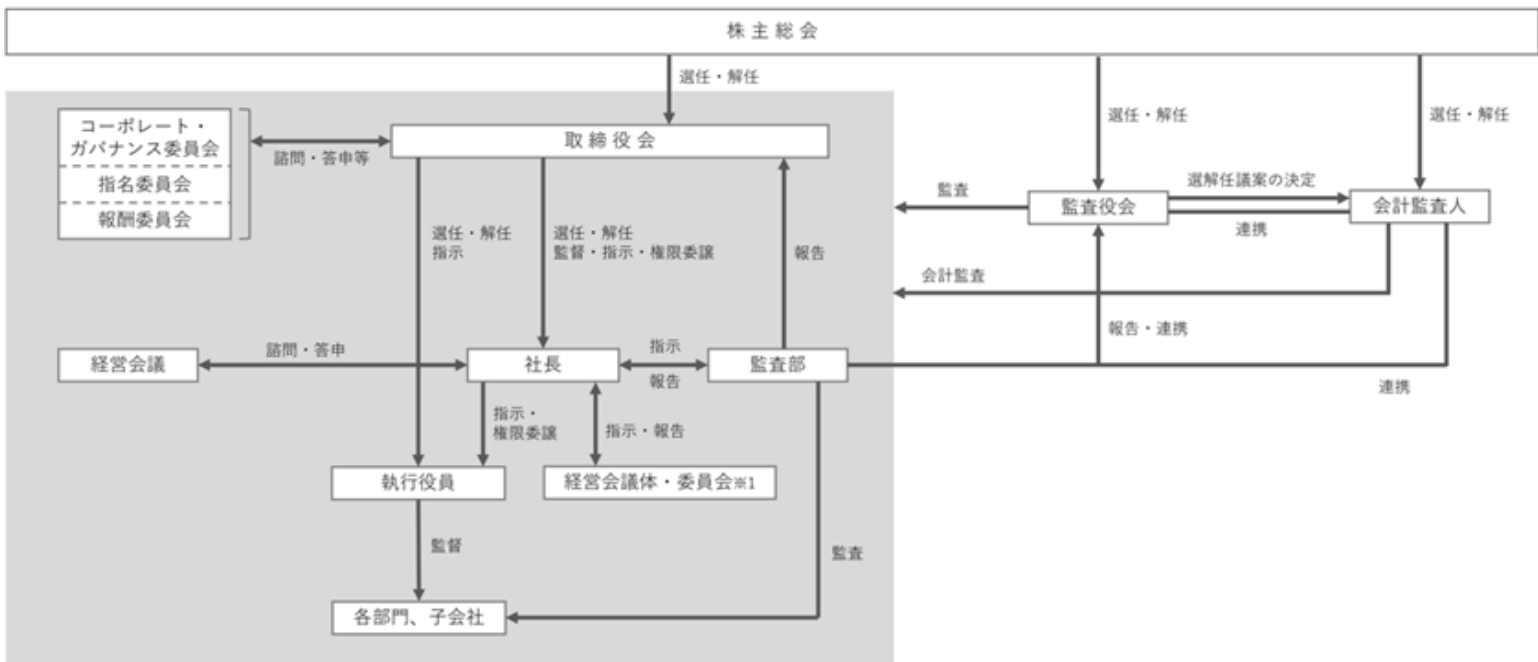 株主総会
選任・解任
選任・解任
選任・解任
コーポレート・
ガバナンス委員会
指名委員会
報酬委員会
諮問・答申等
取締役会
監査
監査役会
選解任議案の決定
連携
会計監査人
選任・解任
指示
選任・解任
監督・指示・権限委譲
報告
会計監査
報告・連携
経営会議
諮問・答申
社長
指示
報告
監査部
連携
指示・
権限委譲
指示・報告
執行役員
経営会議体・委員会※1
監督
監査
各部門、子会社